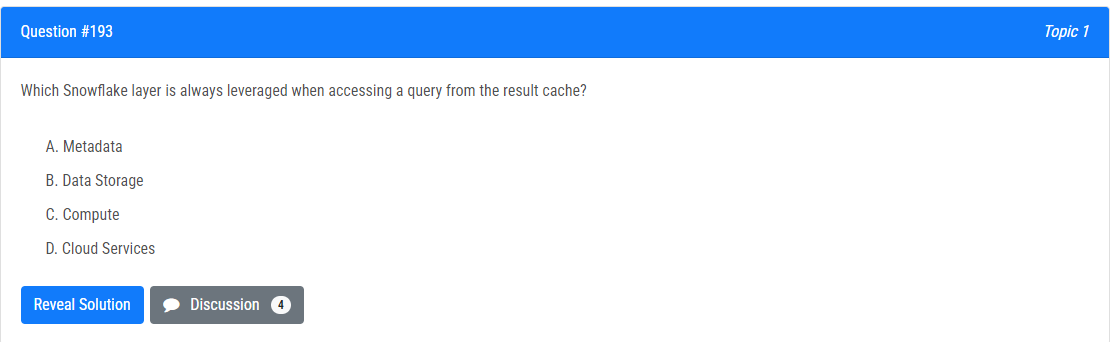 Question #193 Topic 1
Which Snowflake layer is always leveraged when accessing a query from the result cache?
A. Metadata
B. Data Storage
C. Compute
D. Cloud Services
Reveal Solution Discussion 4